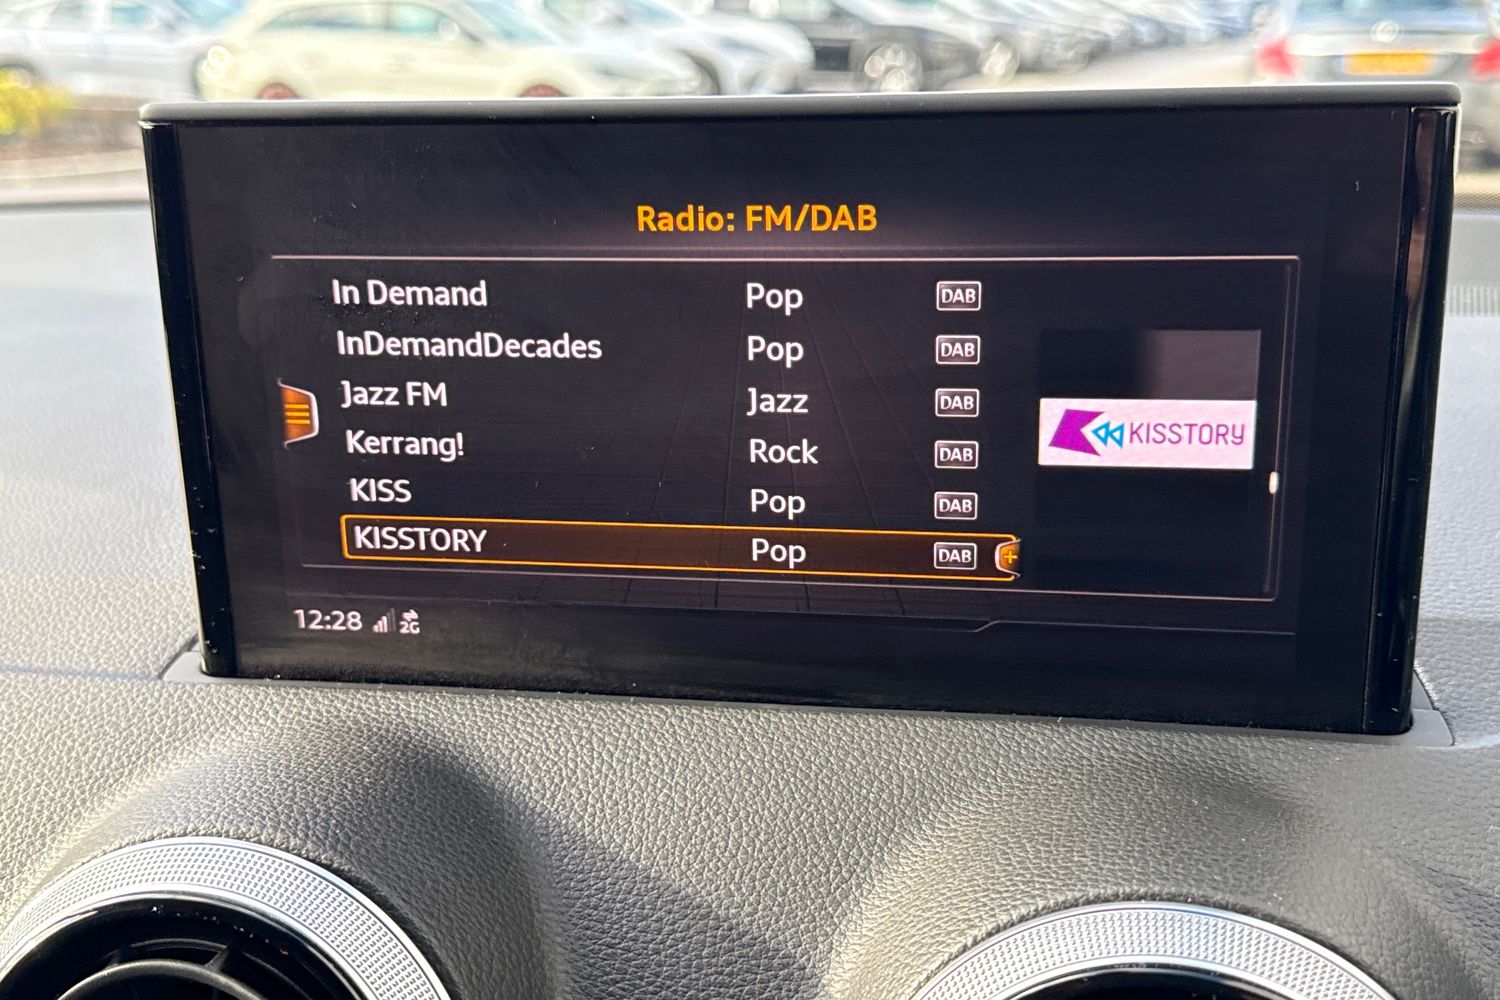 Radio: FM/DAB
In Demand Pop DAB
InDemandDecades Pop DAB
Jazz FM Jazz DAB
Kerrang! Rock DAB
KISS Pop DAB
KISSTORY Pop DAB +
KISSTORY
12:28 2G